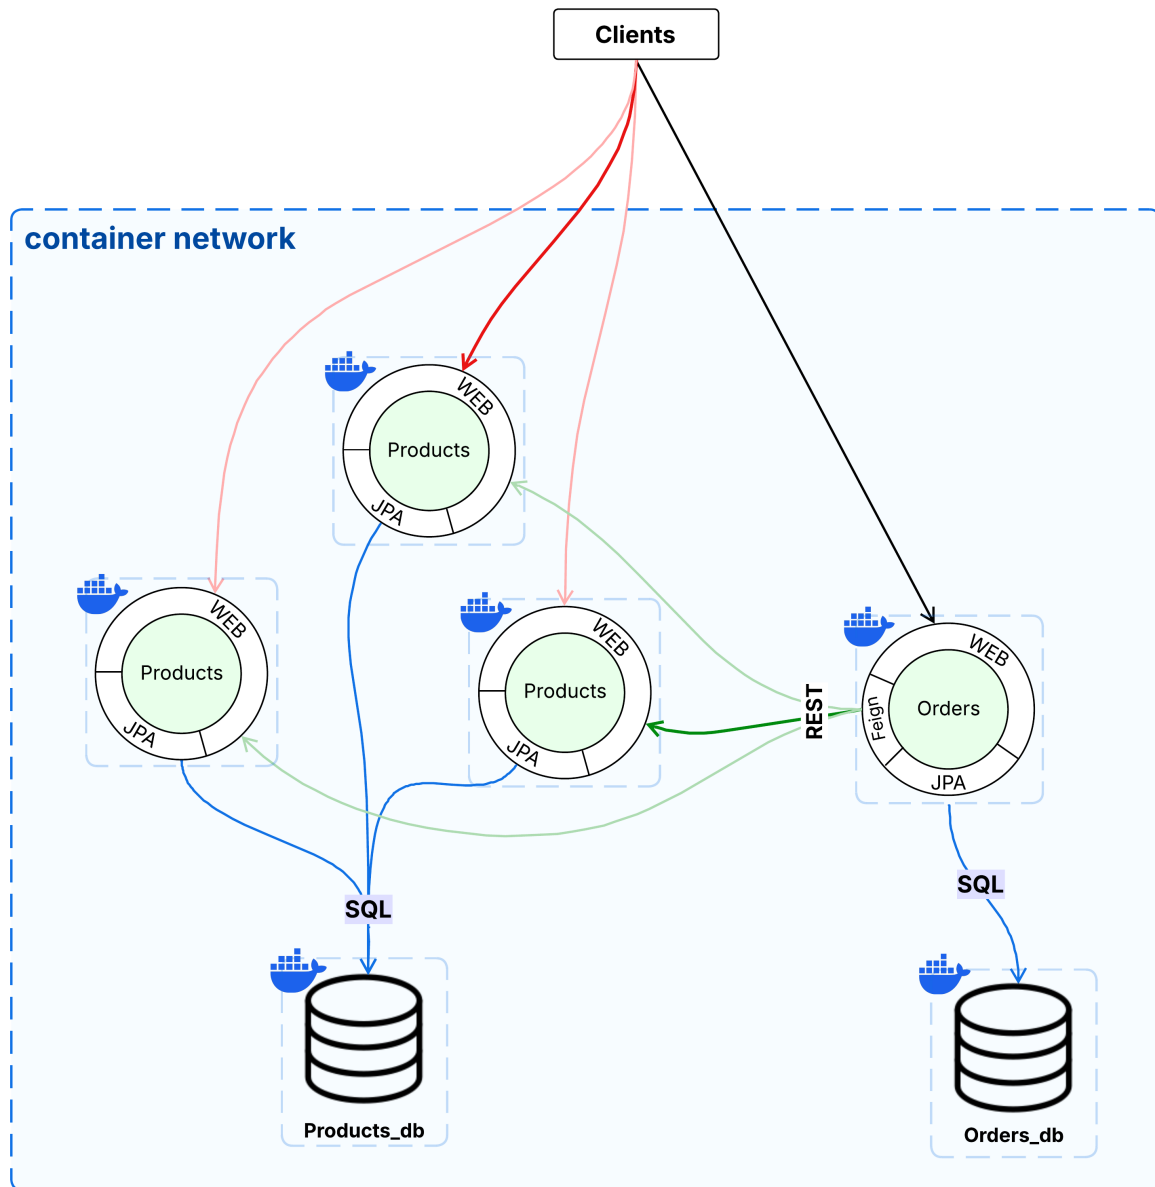 Clients
container network
WEB
Products
JPA
WEB
Products
JPA
WEB
Products
JPA
REST
WEB
Feign
Orders
JPA
SQL
SQL
Products_db
Orders_db